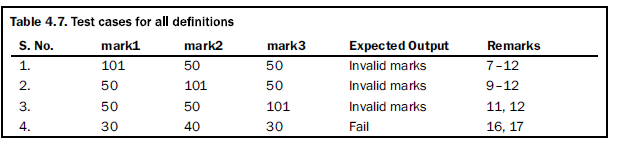 Table 4.7. Test cases for all definitions
S. No. mark1 mark2 mark3 Expected Output Remarks
1. 101 50 50 Invalid marks 7–12
2. 50 101 50 Invalid marks 9–12
3. 50 50 101 Invalid marks 11, 12
4. 30 40 30 Fail 16, 17